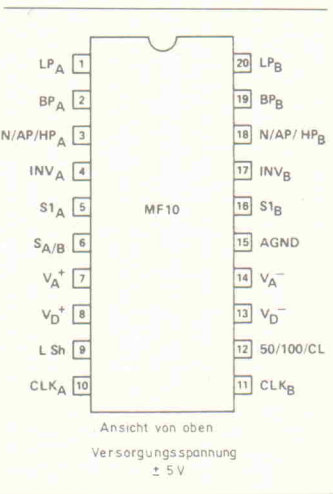 LPA 1 20 LPB
BPA 2 19 BPB
N/AP/HPA 3 18 N/AP/HPB
INVA 4 17 INVB
S1A 5 MF10 16 S1B
SA/B 6 15 AGND
VA+ 7 14 VA−
VD+ 8 13 VD−
L Sh 9 12 50/100/CL
CLKA 10 11 CLKB
Ansicht von oben
Versorgungsspannung
± 5 V